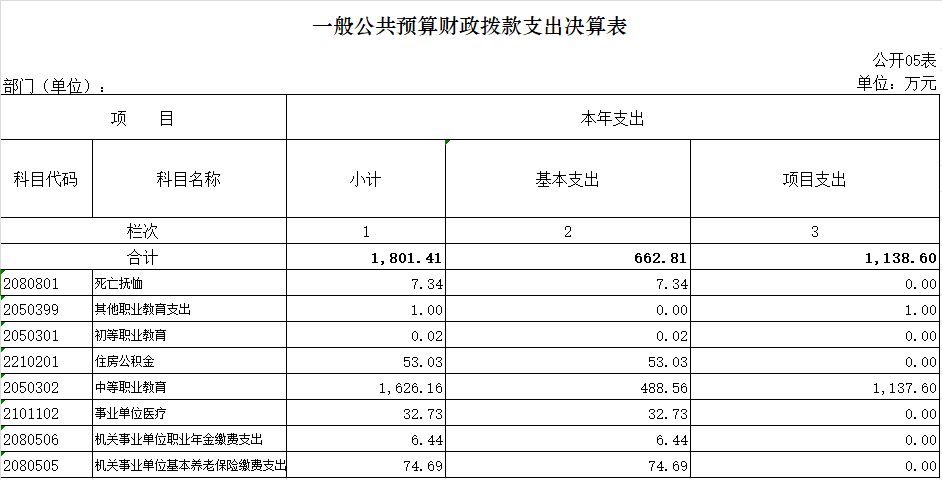 一般公共预算财政拨款支出决算表
公开05表
部门（单位）： 单位：万元
项 目 本年支出
科目代码 科目名称 小计 基本支出 项目支出
栏次 1 2 3
合计 1,801.41 662.81 1,138.60
2080801 死亡抚恤 7.34 7.34 0.00
2050399 其他职业教育支出 1.00 0.00 1.00
2050301 初等职业教育 0.02 0.02 0.00
2210201 住房公积金 53.03 53.03 0.00
2050302 中等职业教育 1,626.16 488.56 1,137.60
2101102 事业单位医疗 32.73 32.73 0.00
2080506 机关事业单位职业年金缴费支出 6.44 6.44 0.00
2080505 机关事业单位基本养老保险缴费支出 74.69 74.69 0.00